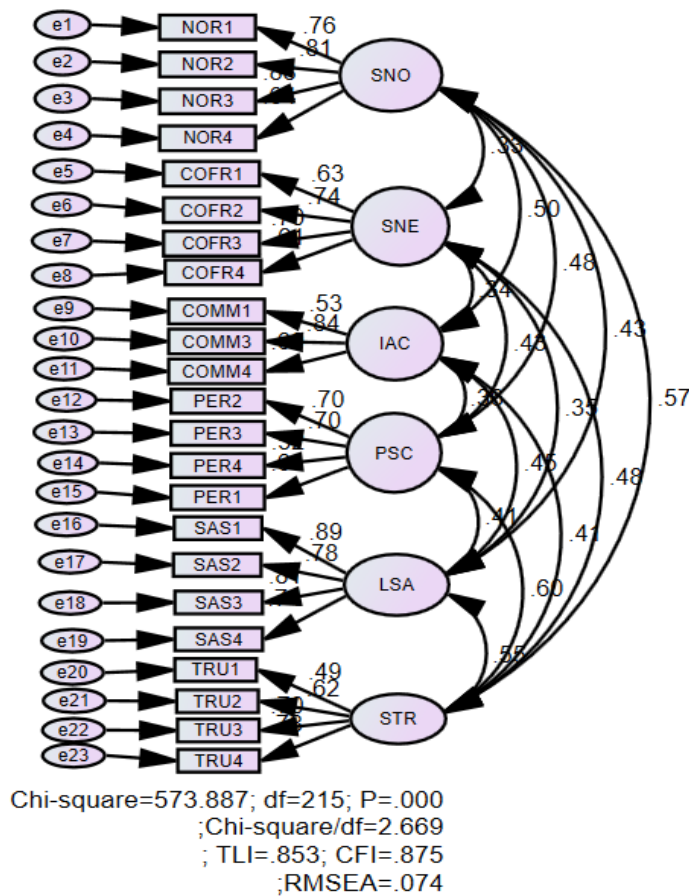 e1 NOR1 .76
e2 NOR2 .81 SNO
e3 NOR3
e4 NOR4
.33
e5 COFR1 .63
e6 COFR2 .74 .50
e7 COFR3 SNE
e8 COFR4 .48
.34
e9 COMM1 .53
e10 COMM3 .84 IAC .43
e11 COMM4 .57
e12 PER2 .70 .35
e13 PER3 .70
e14 PER4 PSC .45
e15 PER1 .48
e16 SAS1 .89 .41
e17 SAS2 .78 .41
e18 SAS3 LSA .60
e19 SAS4
e20 TRU1 .49 .55
e21 TRU2 .62
e22 TRU3 STR
e23 TRU4
Chi-square=573.887; df=215; P=.000
;Chi-square/df=2.669
; TLI=.853; CFI=.875
;RMSEA=.074